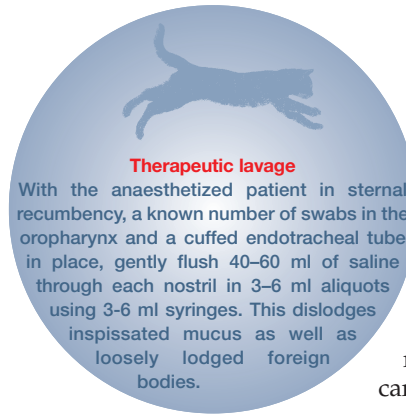 Therapeutic lavage
With the anaesthetized patient in sternal
recumbency, a known number of swabs in the
oropharynx and a cuffed endotracheal tube
in place, gently flush 40–60 ml of saline
through each nostril in 3–6 ml aliquots
using 3-6 ml syringes. This dislodges
inspissated mucus as well as
loosely lodged foreign
bodies.